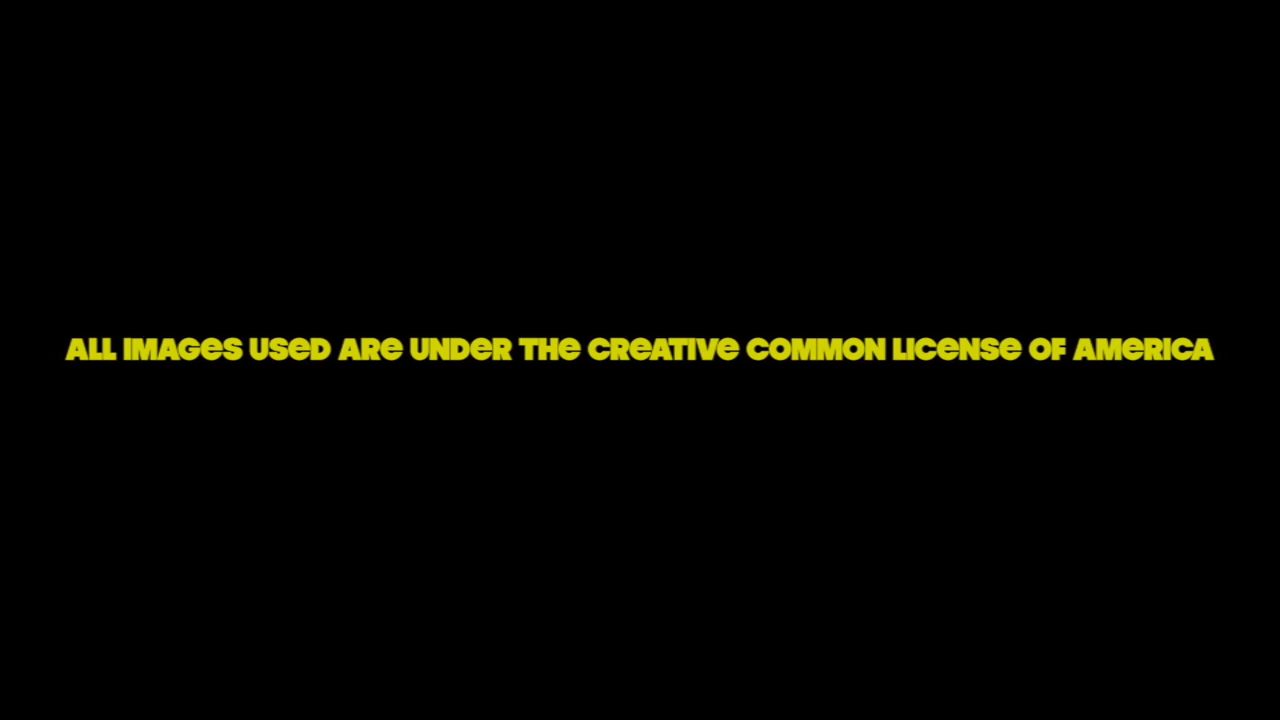 ALL IMAGES USED ARE UNDER THE CREATIVE COMMON LICENSE OF AMERICA